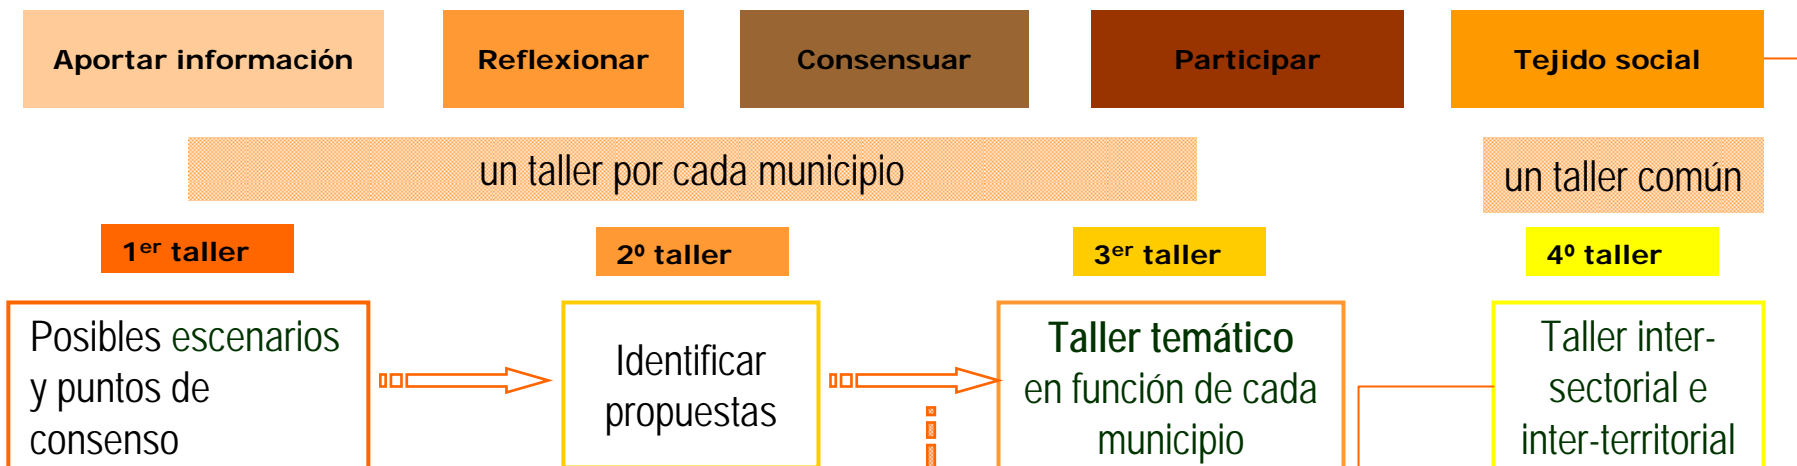 Aportar información
Reflexionar
Consensuar
Participar
Tejido social
un taller por cada municipio
un taller común
1er taller
2º taller
3er taller
4º taller
Posibles escenarios
y puntos de
consenso
Identificar
propuestas
Taller temático
en función de cada
municipio
Taller inter-
sectorial e
inter-territorial